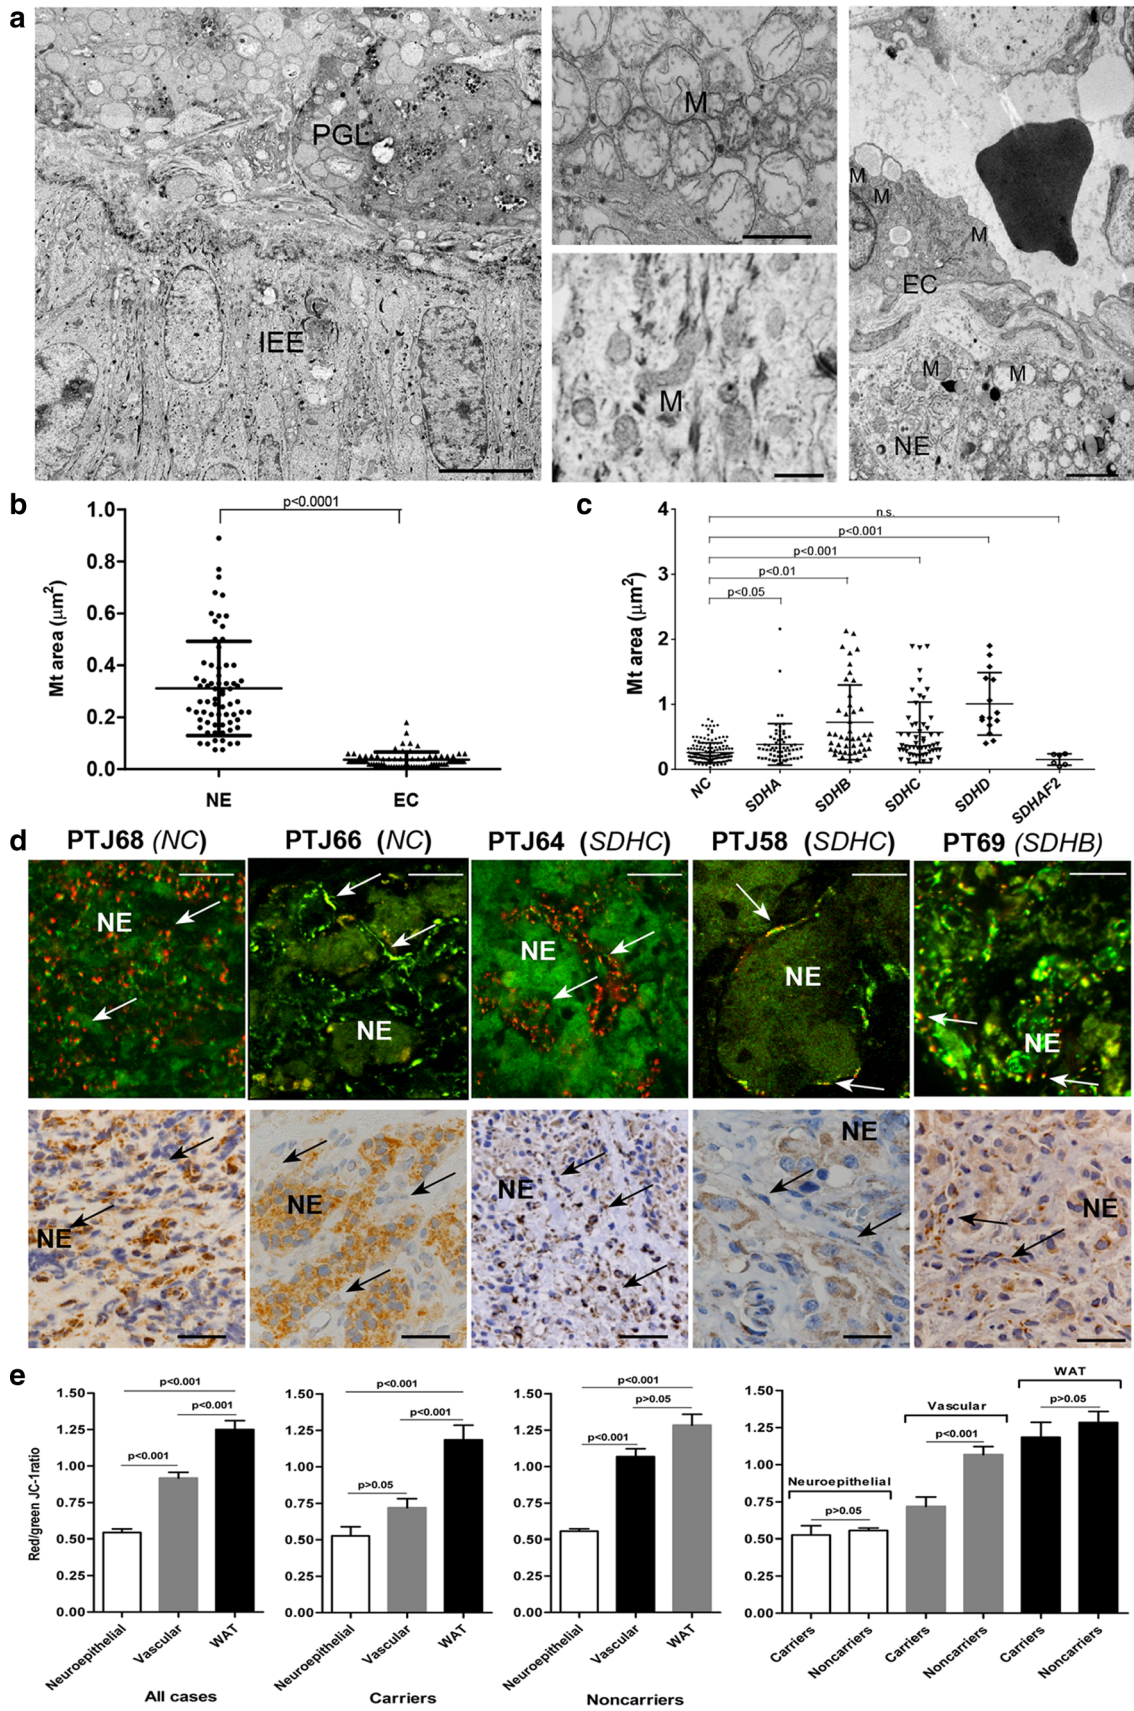 a
PGL
IEE
M
M
M
M
M
EC
M
M
NE
b
p<0.0001
Mt area (μm²)
1.0
0.8
0.6
0.4
0.2
0.0
NE
EC
c
n.s.
p<0.001
p<0.001
p<0.01
p<0.05
Mt area (μm²)
4
3
2
1
0
NC
SDHA
SDHB
SDHC
SDHD
SDHAF2
d
PTJ68 (NC)
PTJ66 (NC)
PTJ64 (SDHC)
PTJ58 (SDHC)
PT69 (SDHB)
NE
NE
NE
NE
NE
NE
NE
NE
NE
NE
e
Red/green JC-1ratio
1.50
1.25
1.00
0.75
0.50
0.25
0.00
p<0.001
p<0.001
p<0.001
Neuroepithelial
Vascular
WAT
All cases
1.50
1.25
1.00
0.75
0.50
0.25
0.00
p<0.001
p<0.001
p>0.05
Neuroepithelial
Vascular
WAT
Carriers
1.50
1.25
1.00
0.75
0.50
0.25
0.00
p<0.001
p>0.05
p<0.001
Neuroepithelial
Vascular
WAT
Noncarriers
1.50
1.25
1.00
0.75
0.50
0.25
0.00
WAT
p>0.05
Vascular
p<0.001
Neuroepithelial
p>0.05
Carriers
Noncarriers
Carriers
Noncarriers
Carriers
Noncarriers